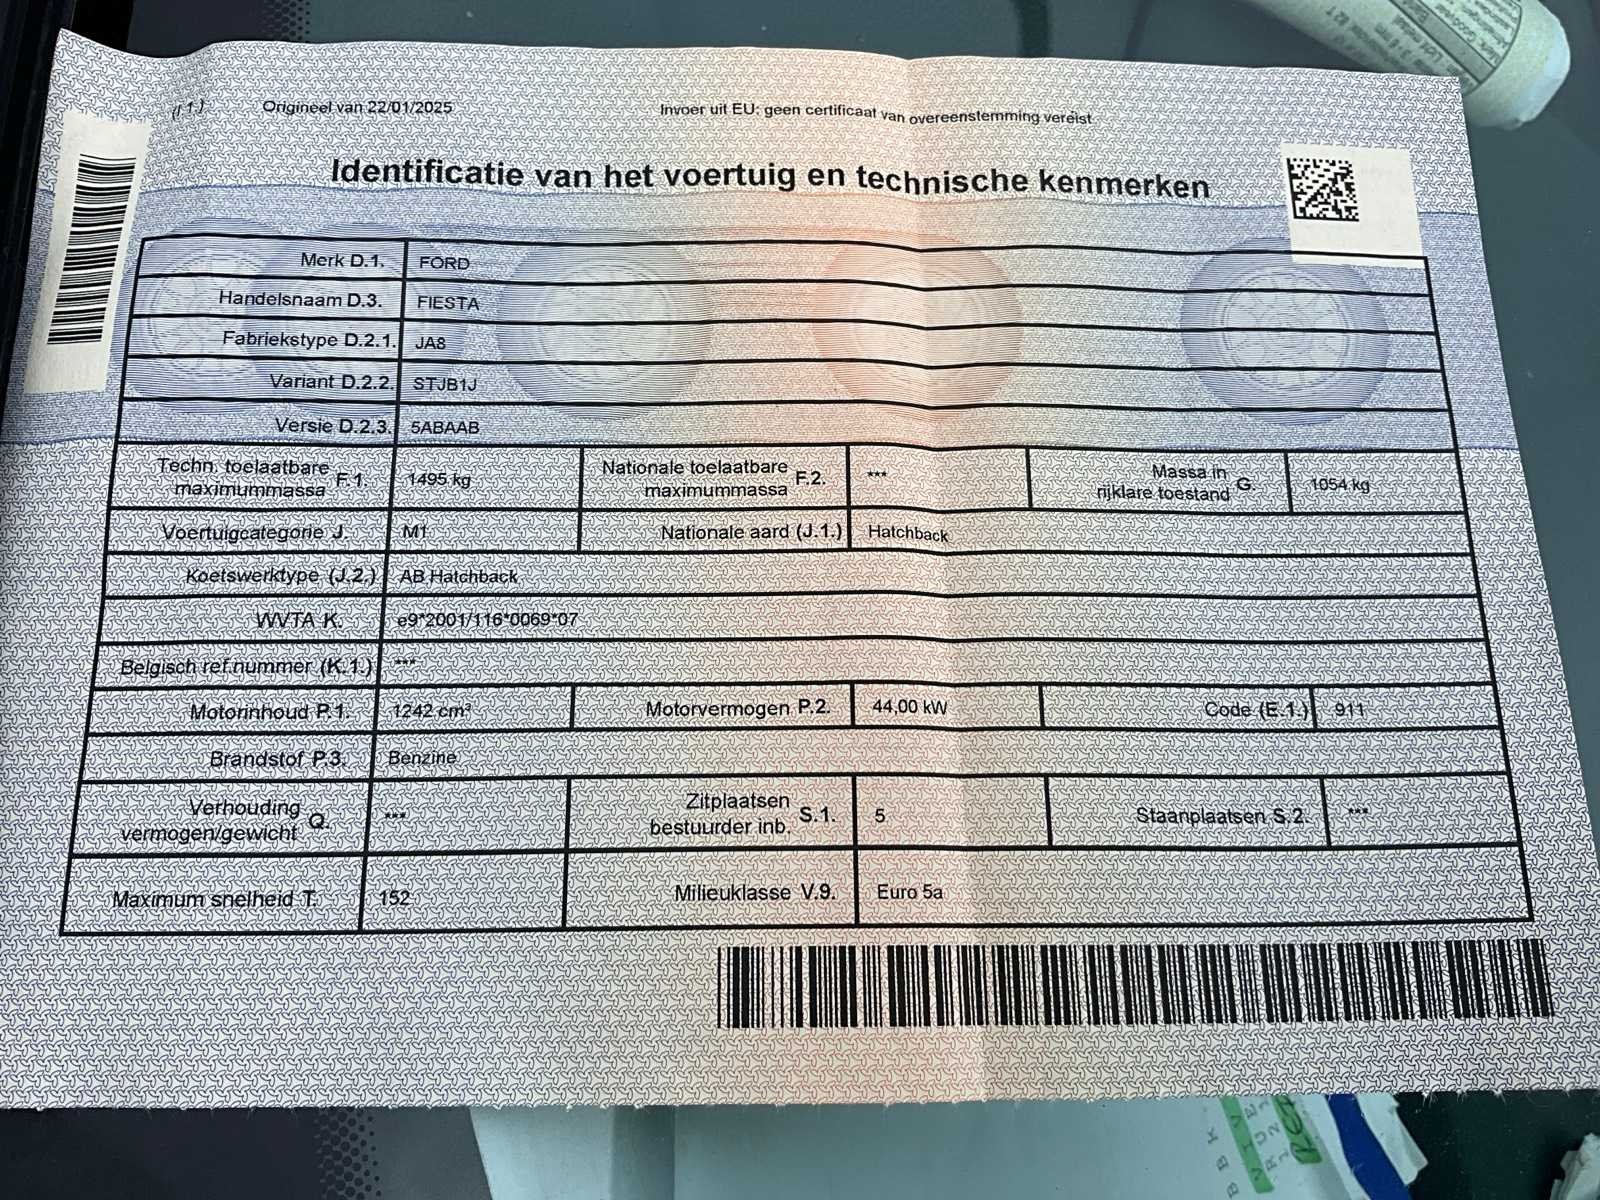 (I.1.)
Origineel van 22/01/2025
Invoer uit EU: geen certificaat van overeenstemming vereist
Identificatie van het voertuig en technische kenmerken
Merk D.1. FORD
Handelsnaam D.3. FIESTA
Fabriekstype D.2.1. JA8
Variant D.2.2. STJB1J
Versie D.2.3. 5ABAAB
Techn. toelaatbare maximummassa F.1. 1495 kg
Nationale toelaatbare maximummassa F.2. ***
Massa in rijklare toestand G. 1054 kg
Voertuigcategorie J. M1
Nationale aard (J.1.) Hatchback
Koetswerktype (J.2.) AB Hatchback
WVTA K. e9*2001/116*0069*07
Belgisch ref.nummer (K.1.) ***
Motorinhoud P.1. 1242 cm³
Motorvermogen P.2. 44,00 kW
Code (E.1.) 911
Brandstof P.3. Benzine
Verhouding vermogen/gewicht Q. ***
Zitplaatsen bestuurder inb. S.1. 5
Staanplaatsen S.2. ***
Maximum snelheid T. 152
Milieuklasse V.9. Euro 5a